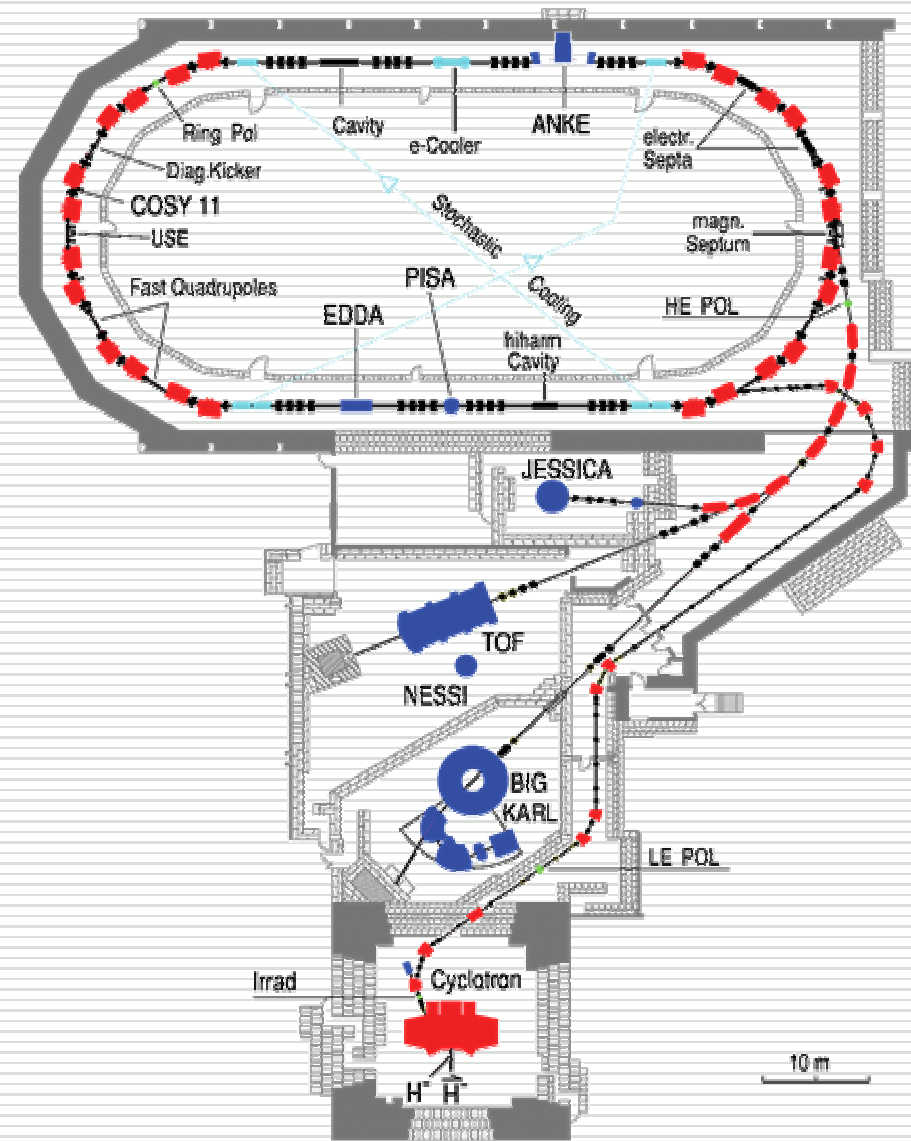 Ring Pol
Cavity
e-Cooler
ANKE
electr.
Septa
Diag.Kicker
COSY 11
USE
Stochastic
Cooling
magn.
Septum
Fast Quadrupoles
PISA
EDDA
hiharm
Cavity
HE POL
JESSICA
TOF
NESSI
BIG
KARL
LE POL
Irrad
Cyclotron
10 m
H⁻ H⃗⁻